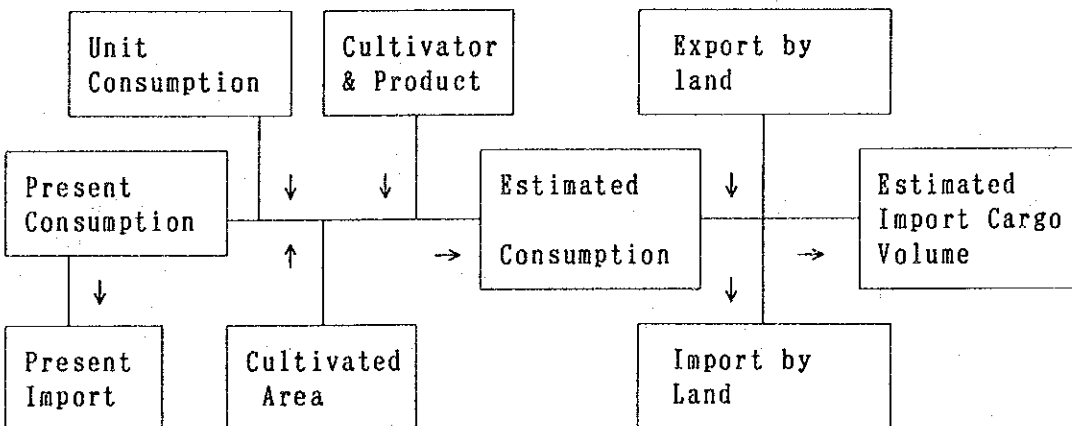 Unit
Consumption
Cultivator
& Product
Export by
land
Present
Consumption
↓
↓
↑
→
Estimated
Consumption
↓
→
↓
Estimated
Import Cargo
Volume
↓
Present
Import
Cultivated
Area
Import by
Land